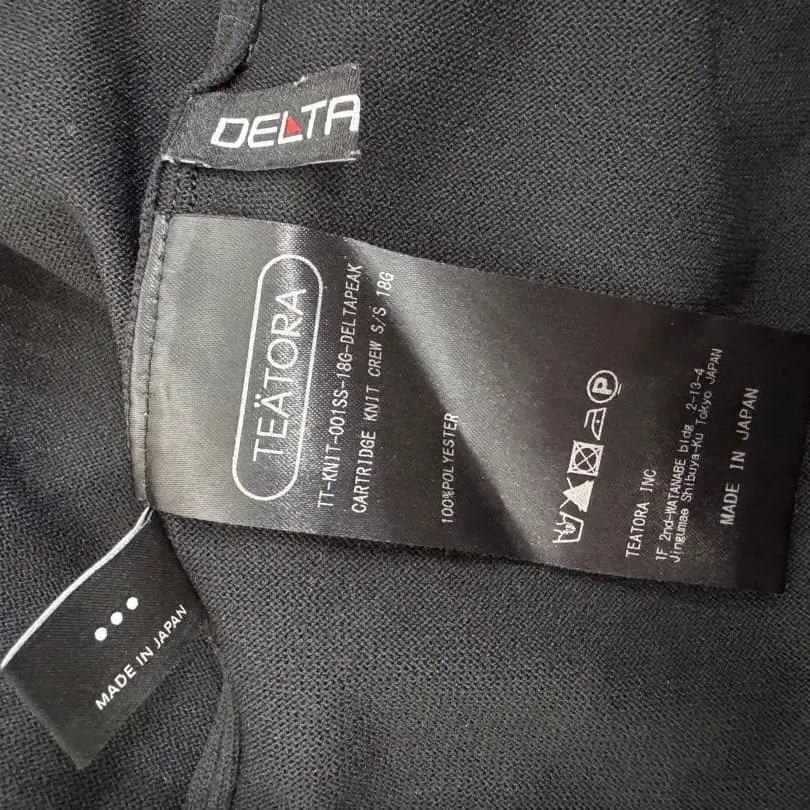 DELTA
TEÄTORA
TT-KNIT-001SS-18G-DELTAPEAK
CARTRIDGE KNIT CREW S/S 18G
100%POLYESTER
P
TEATORA INC
1F 2nd-WATANABE bldg 2-13-4
Jingumae Shibuya-Ku Tokyo JAPAN
MADE IN JAPAN
MADE IN JAPAN